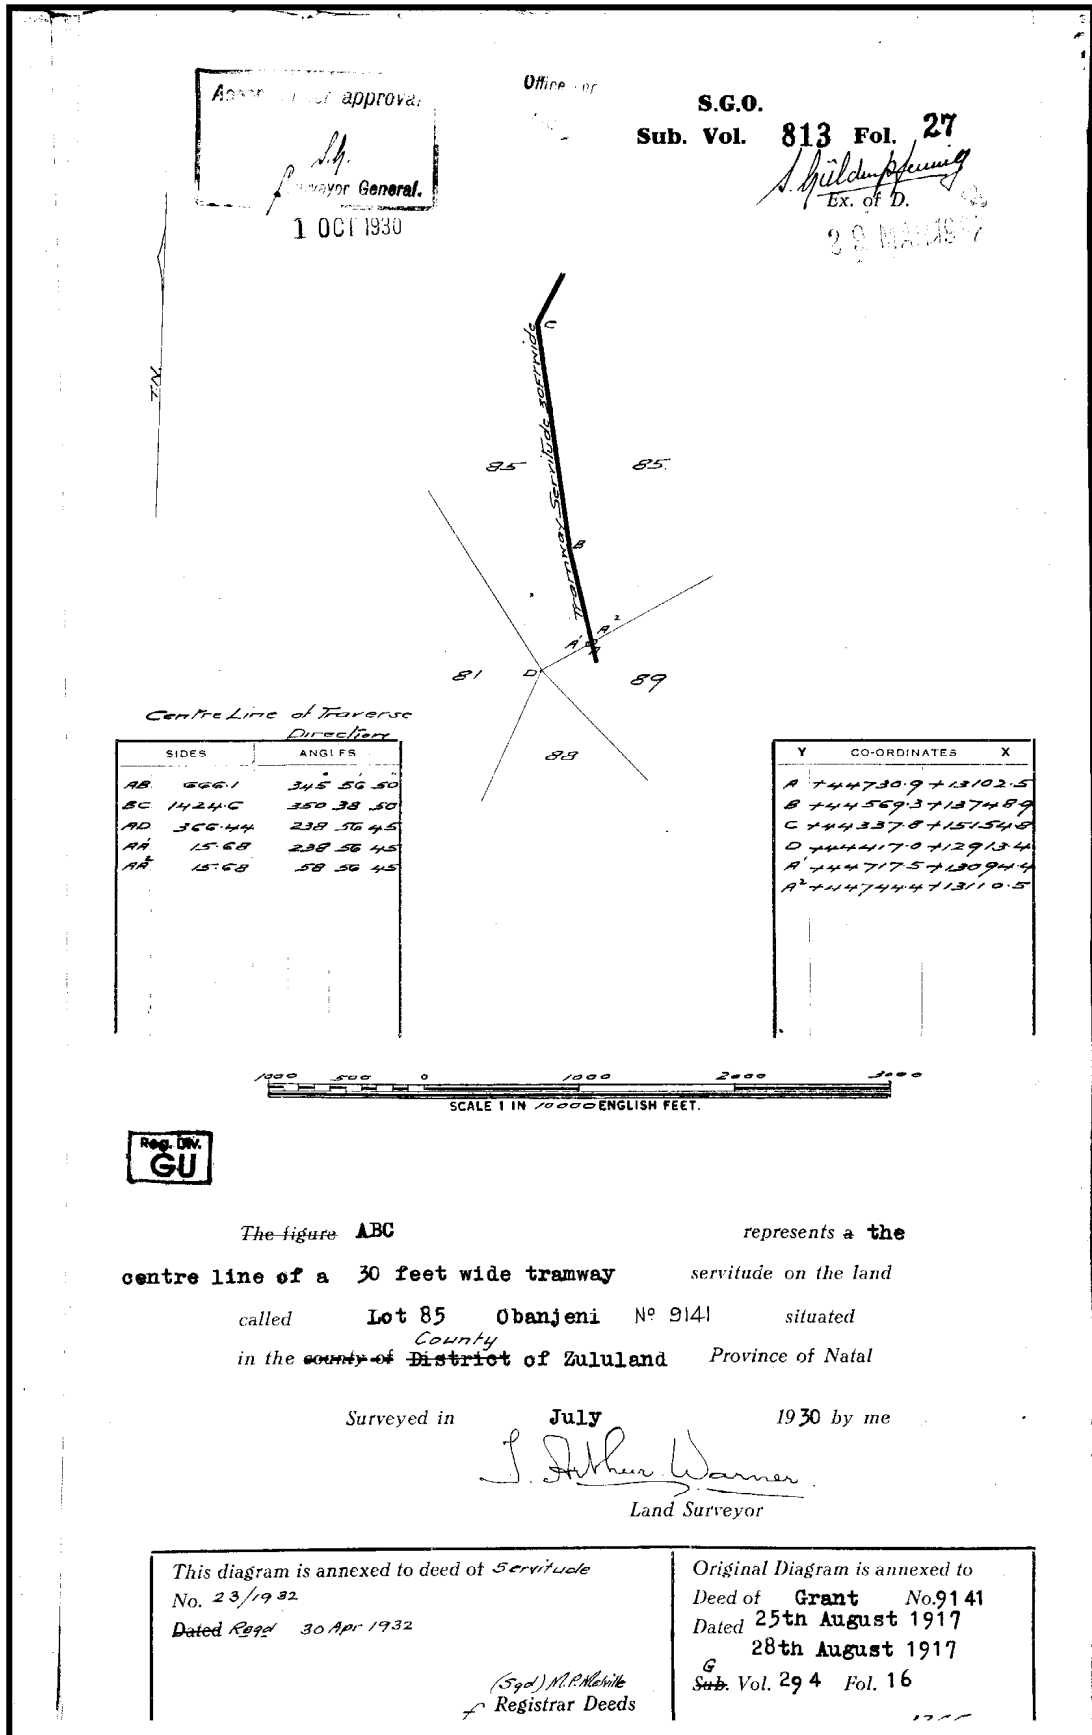 approval
S.G.
Surveyor General.
1 OCT 1930
Office
S.G.O.
Sub. Vol. 813 Fol. 27
S. Güldenpfennig
Ex. of D.
T.N.
C
Tramway Servitude 30FT wide
85
85.
B
A' A²
A
81
D
89
88
Centre Line of Traverse
Direction
SIDES ANGLES
AB 666.1 345 56 50
BC 1424.6 350 38 50
AD 366.44 238 56 45
AA' 15.68 238 56 45
AA² 15.68 58 56 45
Y CO-ORDINATES X
A +44730.9 +13102.5
B +44569.3 +13748.9
C +44337.8 +15154.8
D +44417.0 +12913.4
A' +44717.5 +13094.4
A² +44744.4 +13110.5
1000 500 0 1000 2000 3000
SCALE 1 IN 10000 ENGLISH FEET.
Reg. Div.
GU
The figure ABC represents a the
centre line of a 30 feet wide tramway servitude on the land
called Lot 85 Obanjeni Nº 9141 situated
County
in the county of District of Zululand Province of Natal
Surveyed in July 1930 by me
J. Arthur Warner
Land Surveyor
This diagram is annexed to deed of Servitude
No. 23/1932
Dated Regd 30 Apr 1932
(Sgd) M.P. Melville
f Registrar Deeds
Original Diagram is annexed to
Deed of Grant No. 9141
Dated 25th August 1917
28th August 1917
G
Sub. Vol. 294 Fol. 16